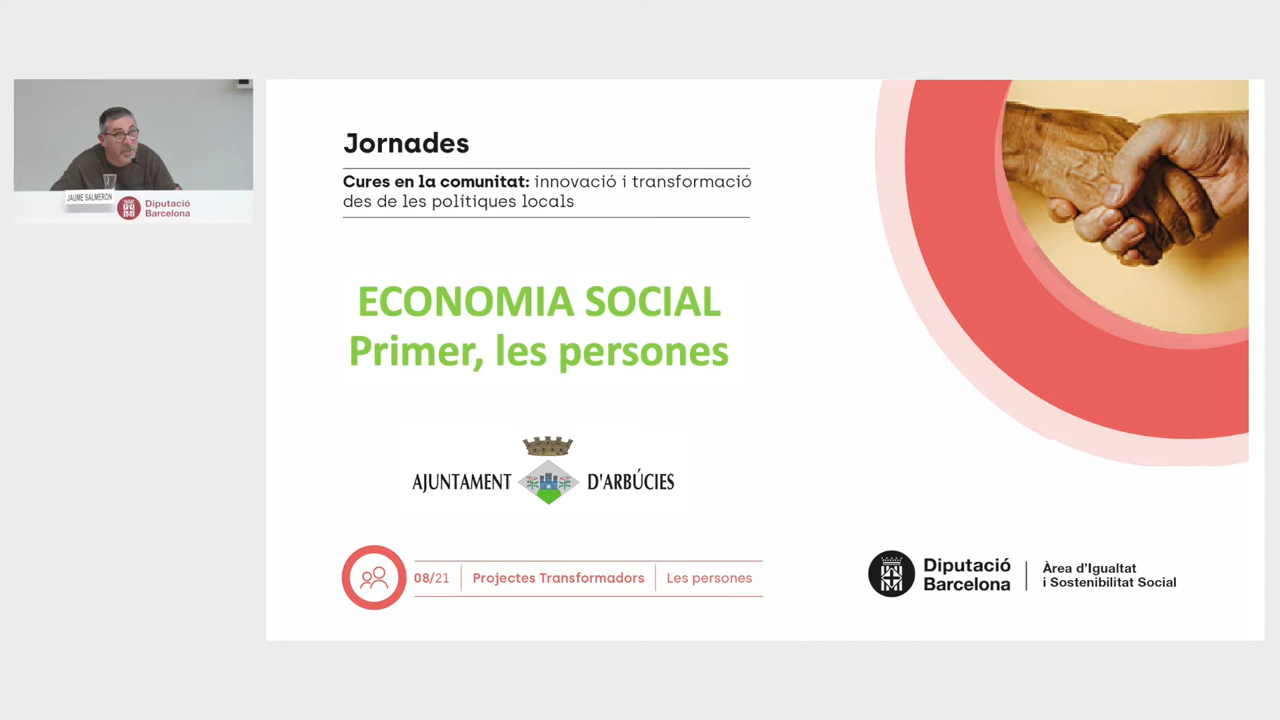 JAUME SALMERON
Diputació
Barcelona
Jornades
Cures en la comunitat: innovació i transformació
des de les polítiques locals
ECONOMIA SOCIAL
Primer, les persones
AJUNTAMENT D'ARBÚCIES
08/21 Projectes Transformadors Les persones
Diputació
Barcelona
Àrea d'Igualtat
i Sostenibilitat Social